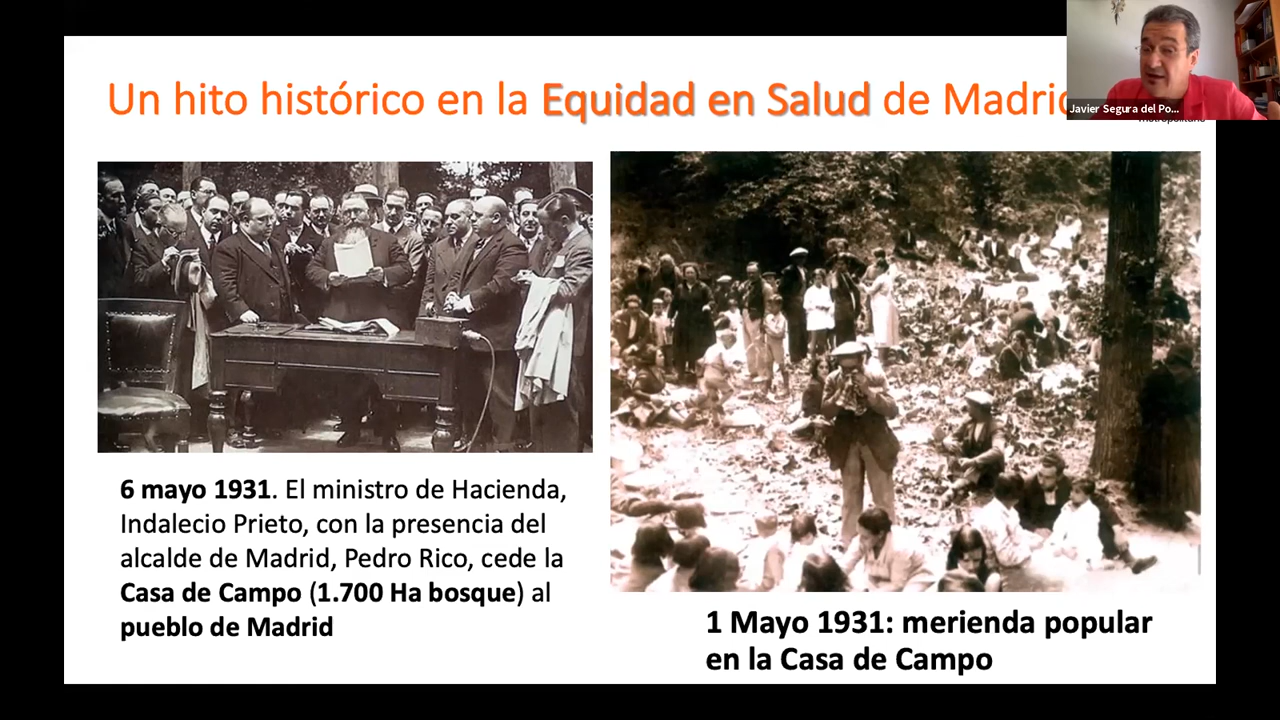 Un hito histórico en la Equidad en Salud de Madrid
Javier Segura del Po...
6 mayo 1931. El ministro de Hacienda,
Indalecio Prieto, con la presencia del
alcalde de Madrid, Pedro Rico, cede la
Casa de Campo (1.700 Ha bosque) al
pueblo de Madrid
1 Mayo 1931: merienda popular
en la Casa de Campo